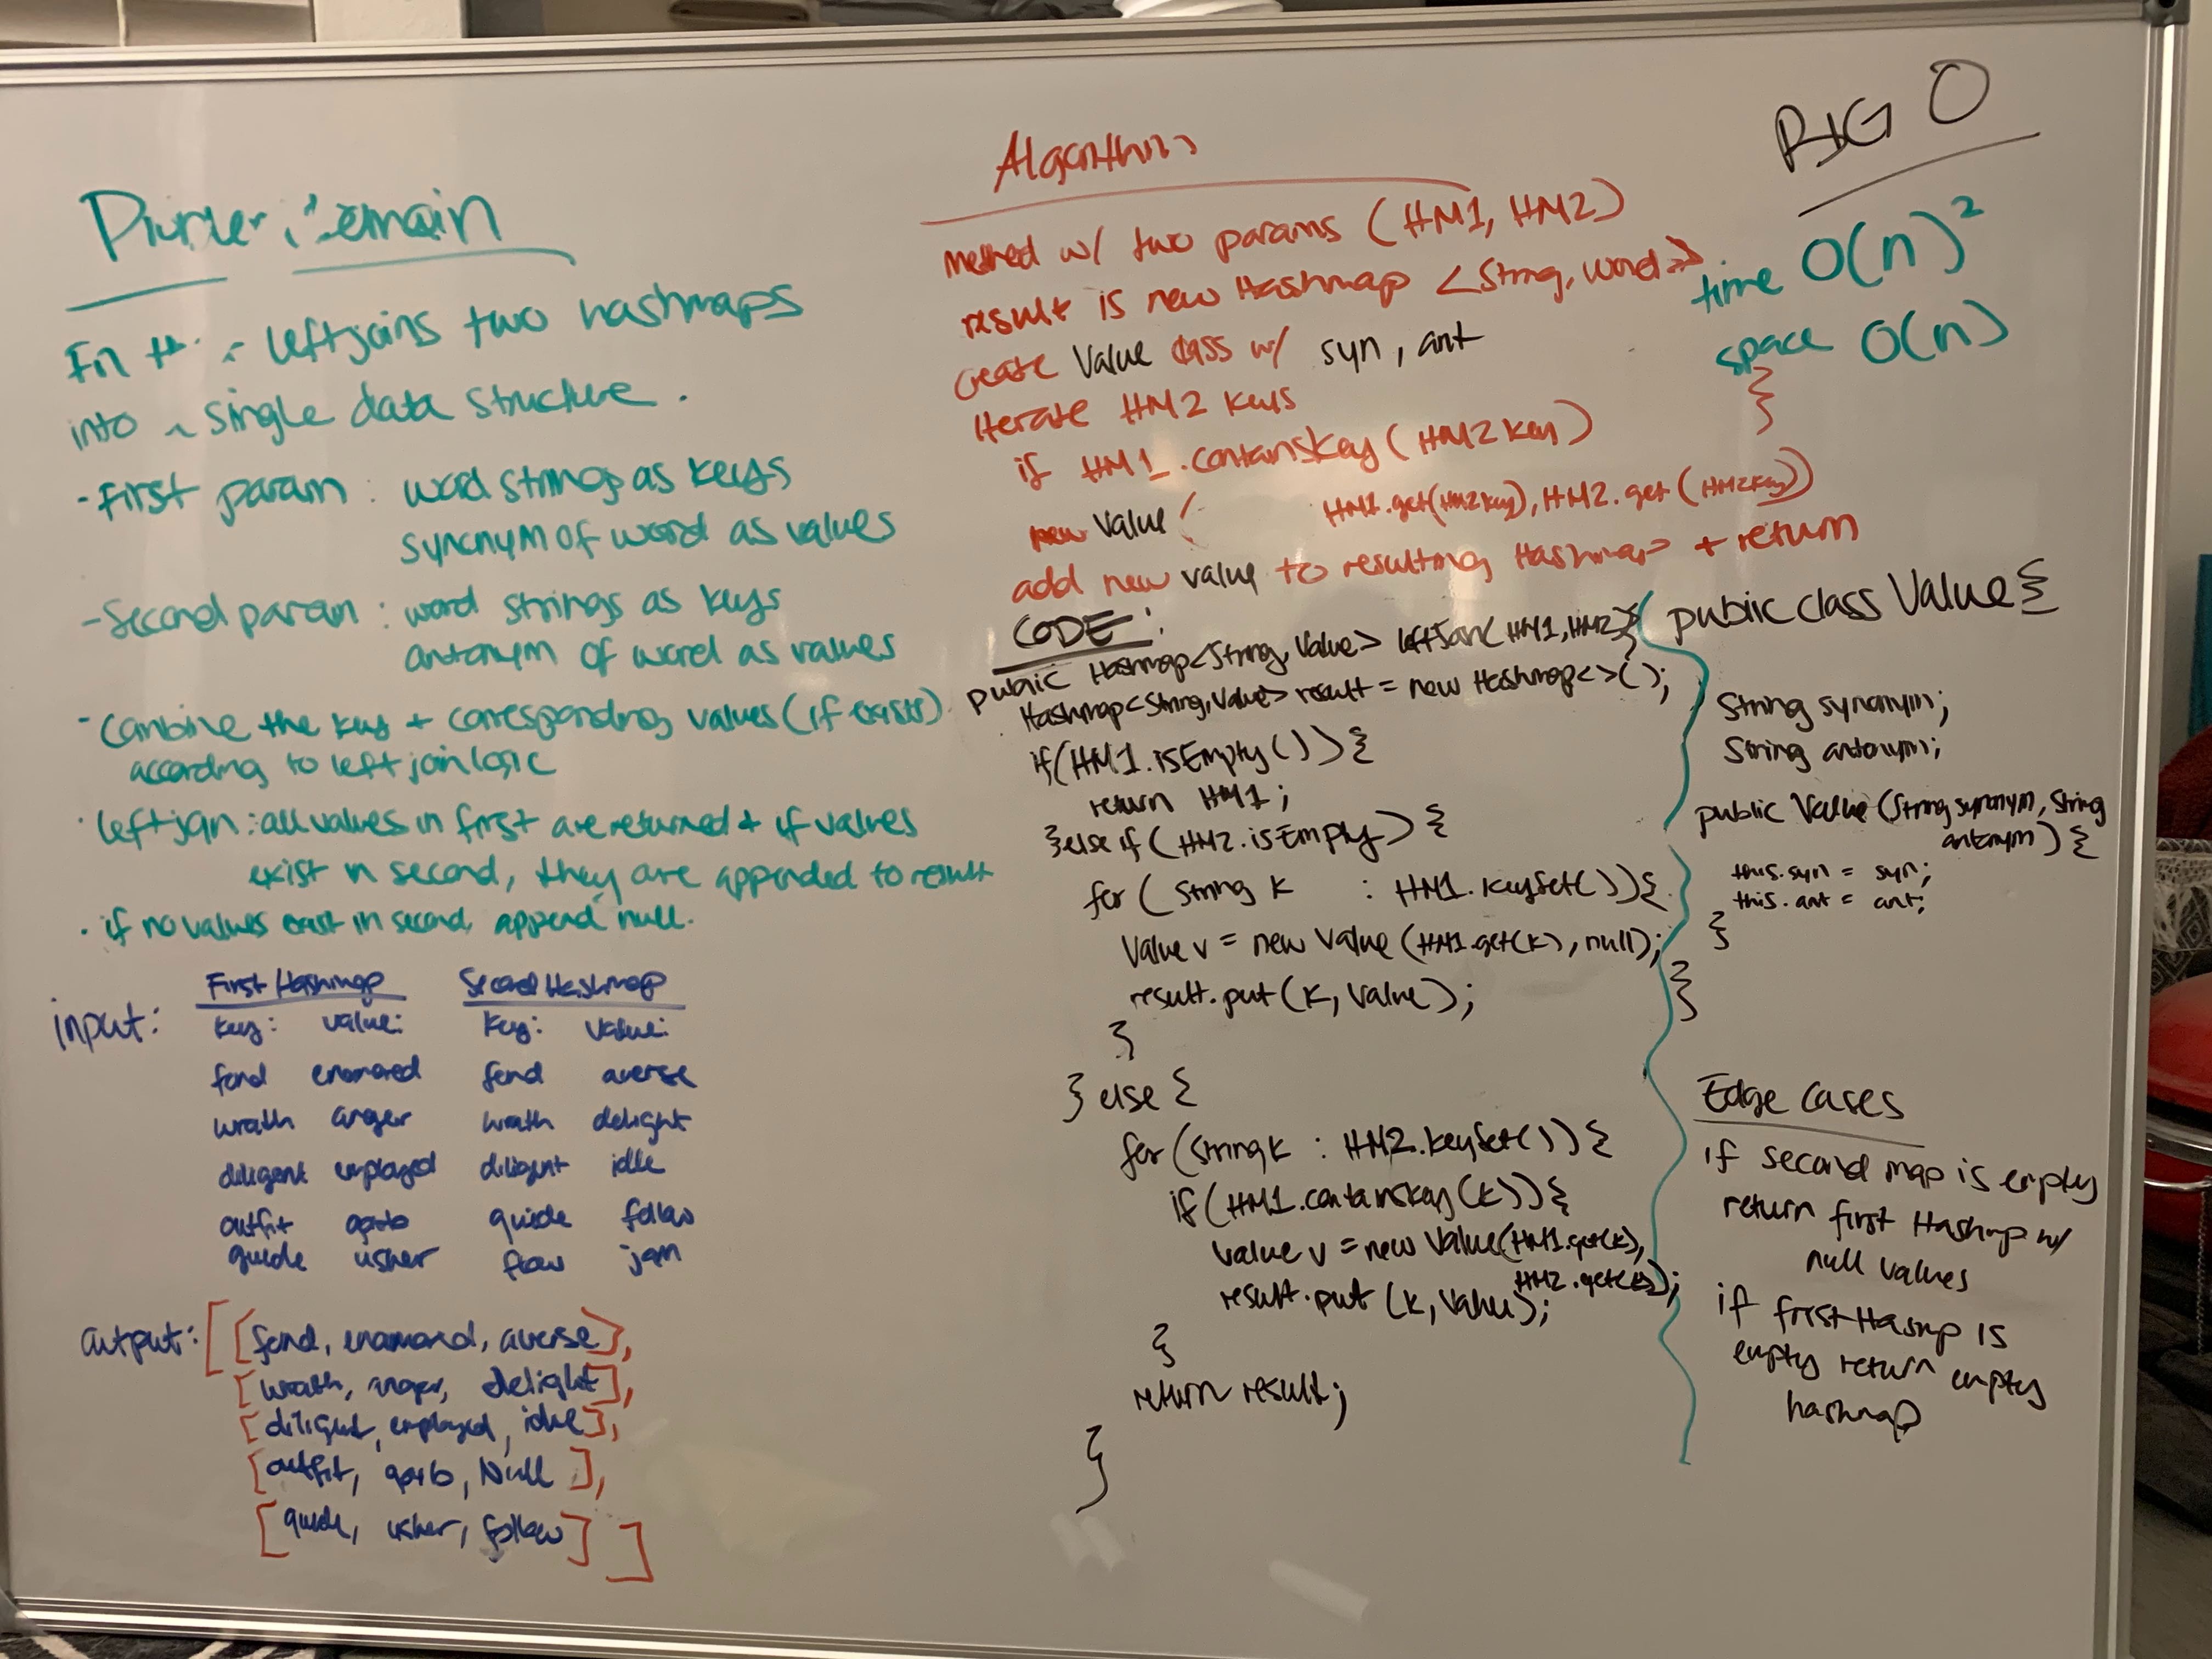 Problem Domain
Fn that leftjoins two hashmaps
into a single data structure.
- First param : word strings as keys
synonym of word as values
- Second param : word strings as keys
antonym of word as values
- Combine the key + corresponding values (if exists)
according to left join logic
· left join : all values in first are returned + if values
exist in second, they are appended to result
· if no values exist in second, append null.
input:
First Hashmap Second Hashmap
key: value: key: value:
fond enamored fond averse
wrath anger wrath delight
diligent employed diligent idle
outfit garb guide follow
guide usher flow jam
output: [ [fond, enamored, averse],
[wrath, anger, delight],
[diligent, employed, idle],
[outfit, garb, Null],
[guide, usher, follow] ]
Algorithm
method w/ two params (HM1, HM2)
result is new Hashmap <String, word>
create Value class w/ syn, ant
iterate HM2 keys
if HM1.containsKey (HM2 key)
new Value ( HM1.get(HM2key), HM2.get (HM2key))
add new value to resulting Hashmap + return
CODE:
public Hashmap<String, Value> leftJoin( HM1, HM2 ){
Hashmap<String, Value> result = new Hashmap<>();
if(HM1.isEmpty()){
return HM1;
}else if (HM2.isEmpty) {
for ( String k : HM1.keySet()){
Value v = new Value (HM1.get(k), null);
result.put (k, Value);
}
} else {
for (String k : HM2.keySet()) {
if (HM1.containsKey(k)){
Value v = new Value(HM1.get(k),
HM2.get(k));
result.put (k, Value);
}
return result;
}
BIG O
time O(n)²
space O(n)
}
public class Value {
String synonym;
String antonym;
public Value (String synonym, String
antonym) {
this.syn = syn;
this.ant = ant;
}
}
Edge Cases
if second map is empty
return first Hashmp w/
null values
if first Hasmp is
empty return empty
hashmap